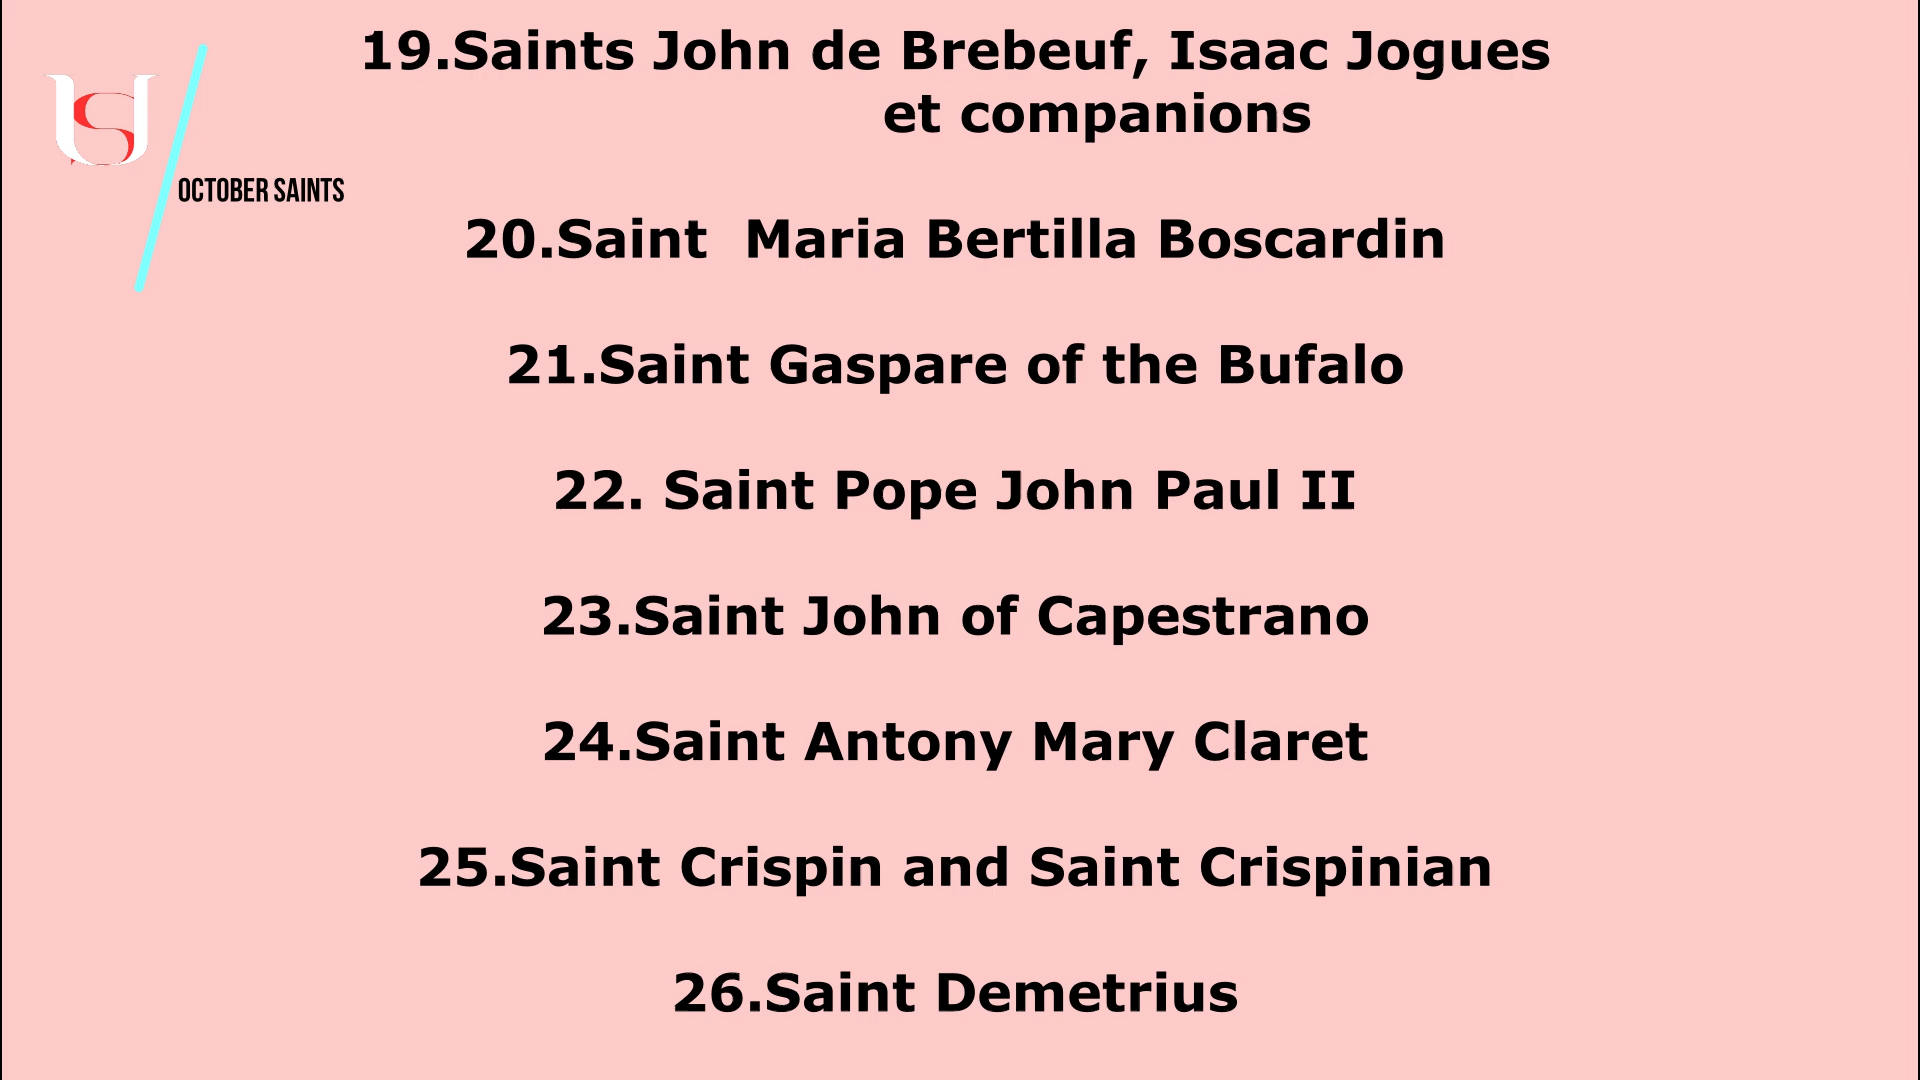 19.Saints John de Brebeuf, Isaac Jogues
et companions
US
OCTOBER SAINTS
20.Saint  Maria Bertilla Boscardin
21.Saint Gaspare of the Bufalo
22. Saint Pope John Paul II
23.Saint John of Capestrano
24.Saint Antony Mary Claret
25.Saint Crispin and Saint Crispinian
26.Saint Demetrius